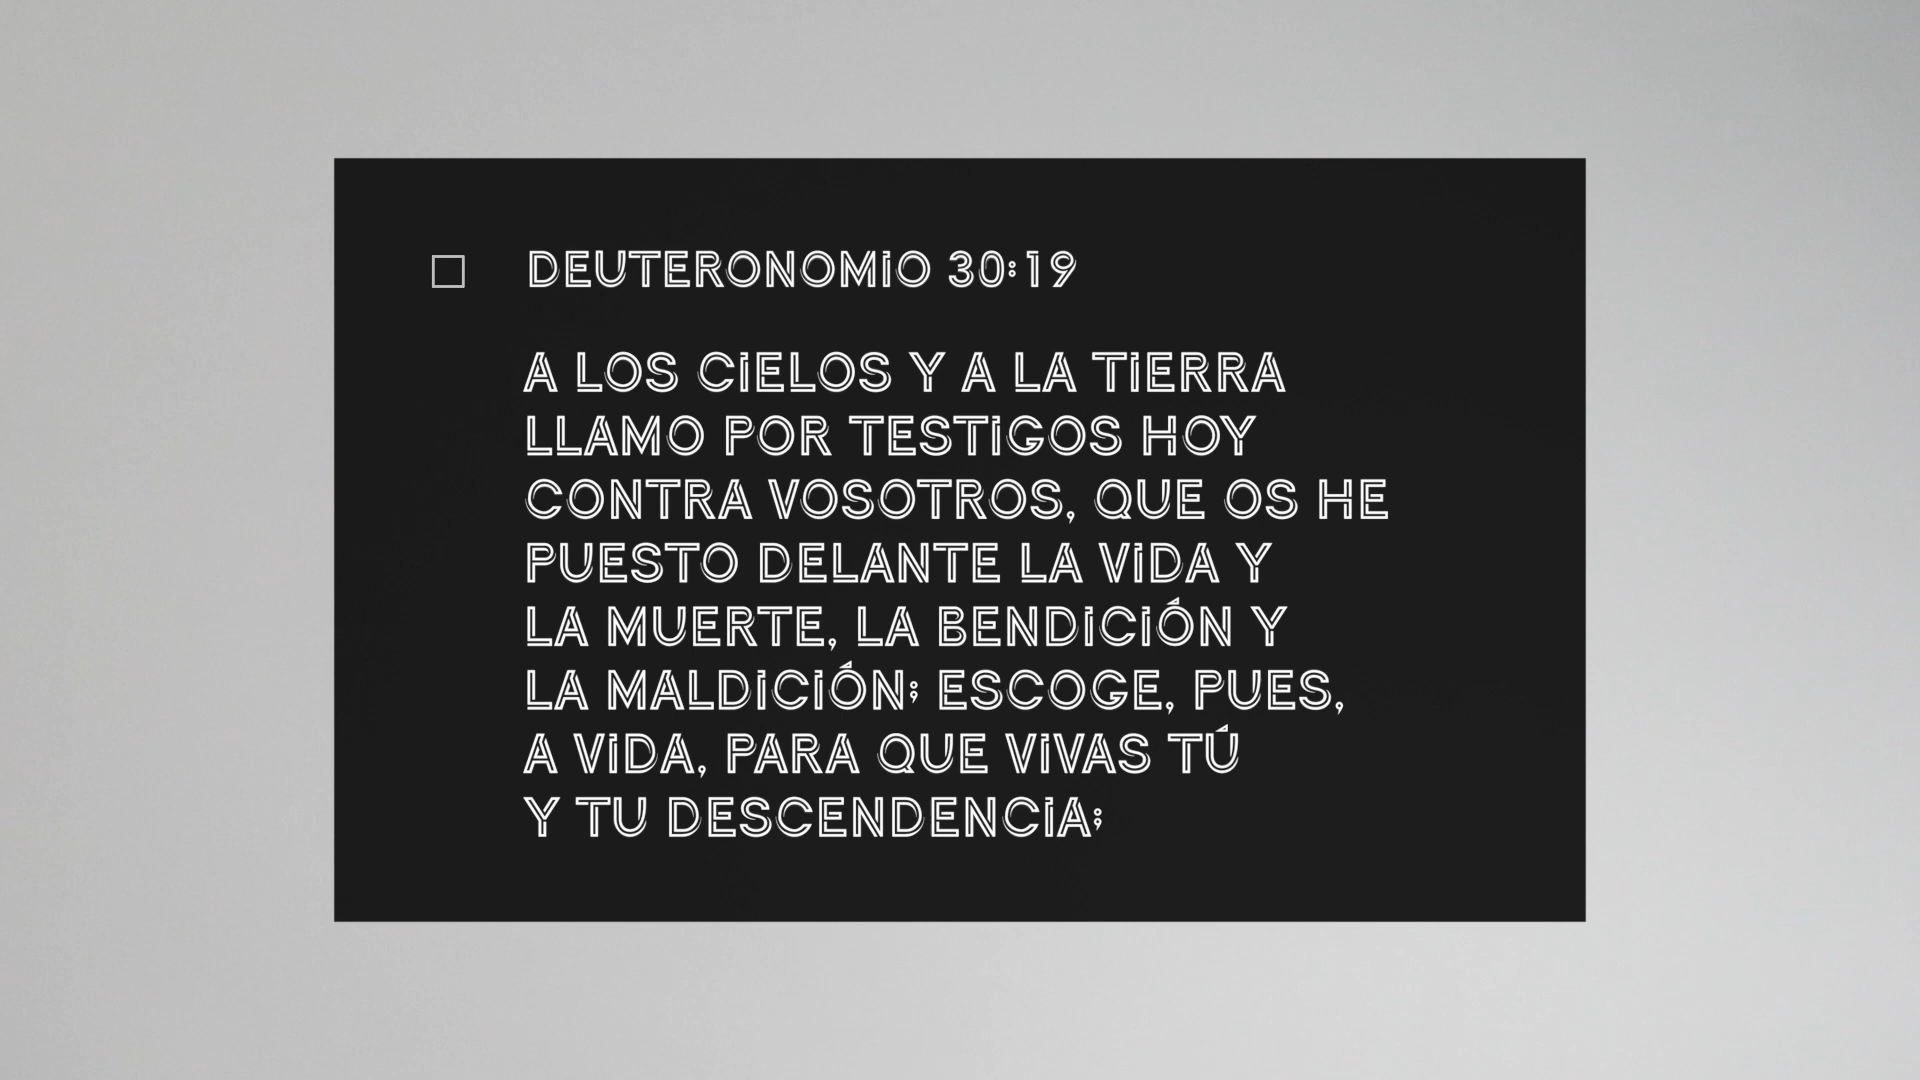 DEUTERONOMIO 30:19
A LOS CIELOS Y A LA TIERRA
LLAMO POR TESTIGOS HOY
CONTRA VOSOTROS, QUE OS HE
PUESTO DELANTE LA VIDA Y
LA MUERTE, LA BENDICIÓN Y
LA MALDICIÓN; ESCOGE, PUES,
A VIDA, PARA QUE VIVAS TÚ
Y TU DESCENDENCIA;